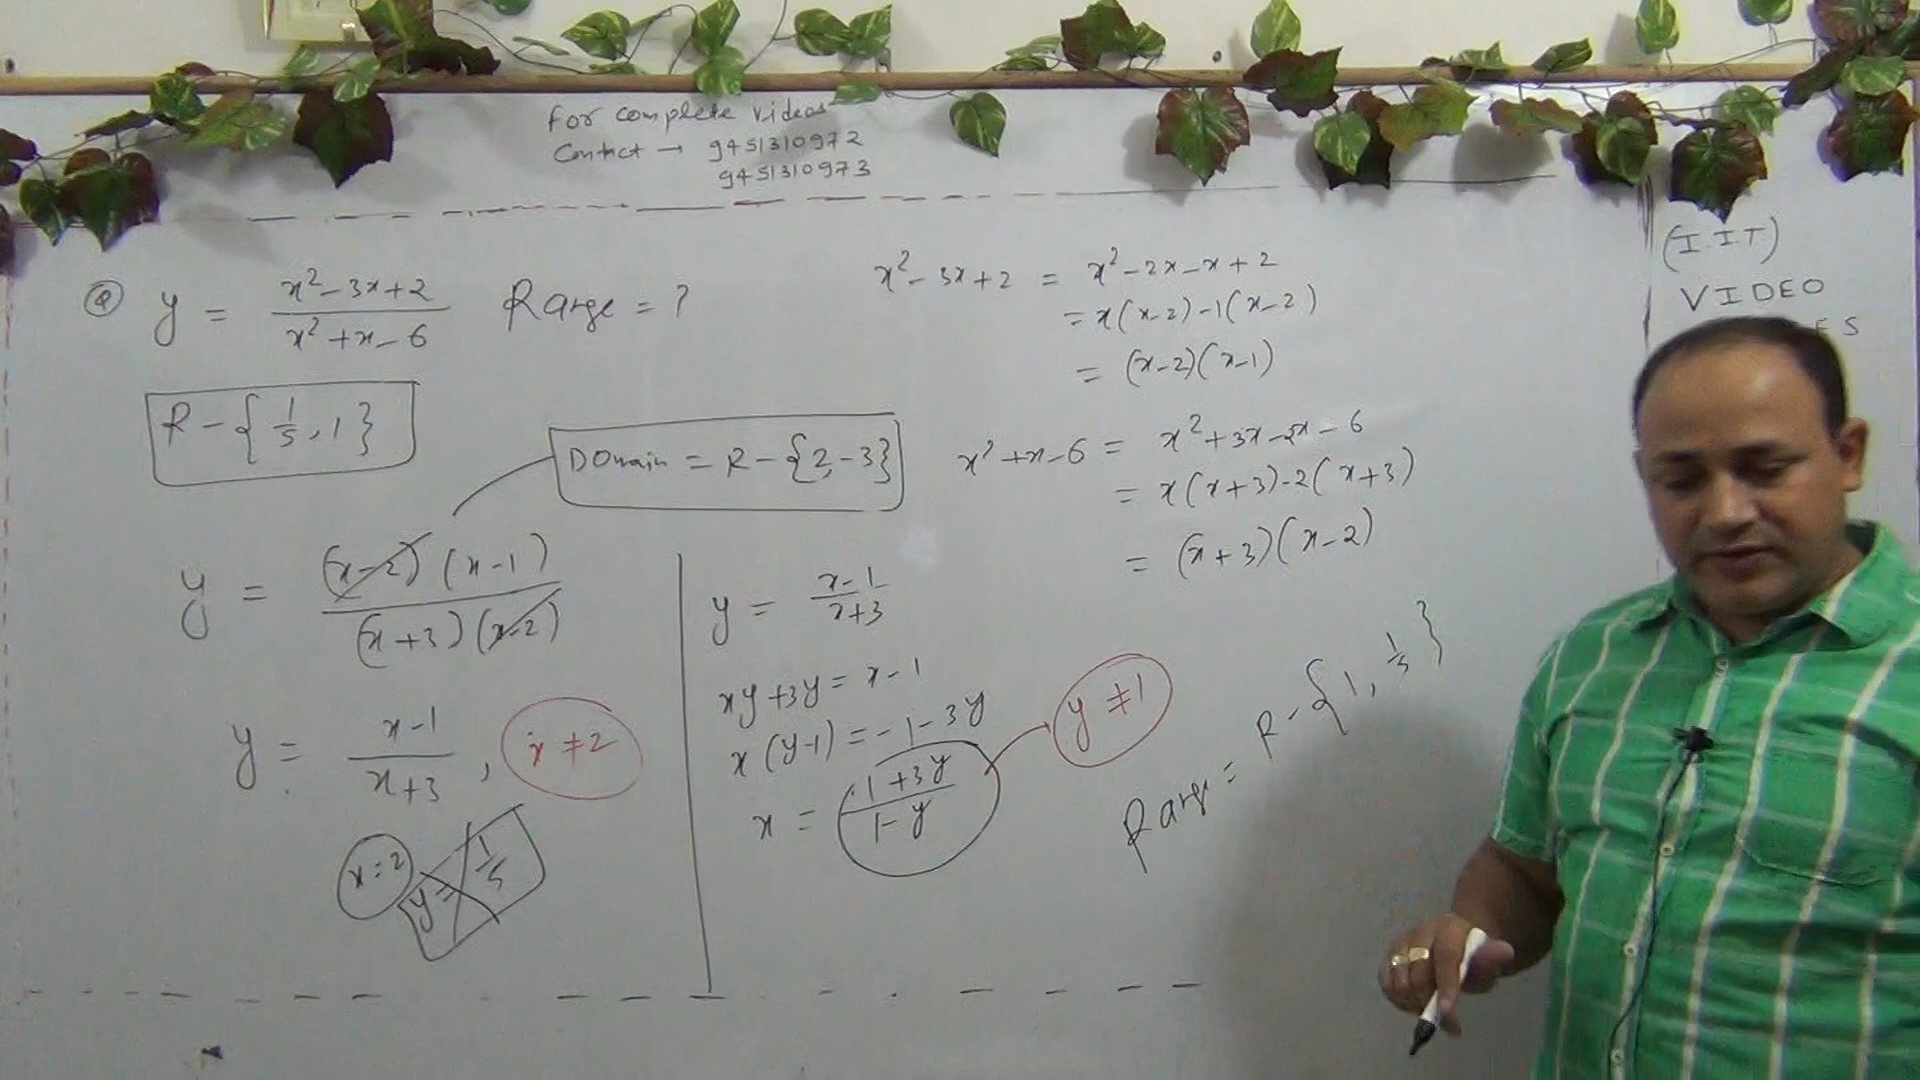 For complete videos
Contact → 9451310972
9451310973
(I.I.T)
VIDEO
Q y = x²-3x+2 / x²+x-6 Range = ?
R - { 1/5, 1 }
Domain = R - {2, -3}
y = (x-2)(x-1) / (x+3)(x-2)
y = x-1 / x+3 , x ≠ 2
x = 2
y = 1/5
y = x-1 / x+3
xy + 3y = x - 1
x(y-1) = -1-3y
x = 1+3y / 1-y
y ≠ 1
x²-3x+2 = x²-2x-x+2
= x(x-2)-1(x-2)
= (x-2)(x-1)
x²+x-6 = x²+3x-2x-6
= x(x+3)-2(x+3)
= (x+3)(x-2)
Range = R - {1, 1/5}